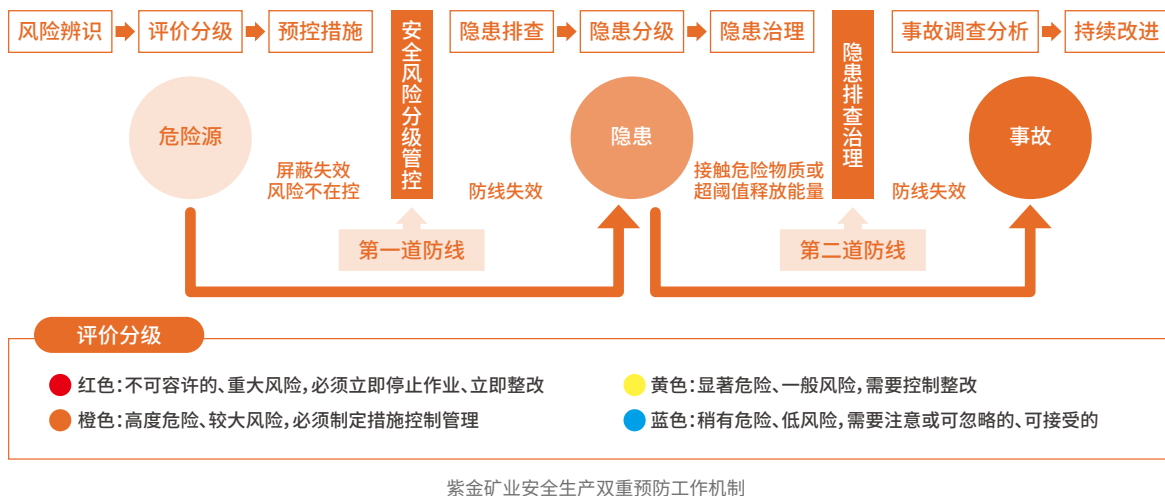 风险辨识
评价分级
预控措施
安全风险分级管控
隐患排查
隐患分级
隐患治理
隐患排查治理
事故调查分析
持续改进
危险源
隐患
事故
屏蔽失效
风险不在控
防线失效
接触危险物质或
超阈值释放能量
防线失效
第一道防线
第二道防线
评价分级
红色：不可容许的、重大风险，必须立即停止作业、立即整改
黄色：显著危险、一般风险，需要控制整改
橙色：高度危险、较大风险，必须制定措施控制管理
蓝色：稍有危险、低风险，需要注意或可忽略的、可接受的
紫金矿业安全生产双重预防工作机制